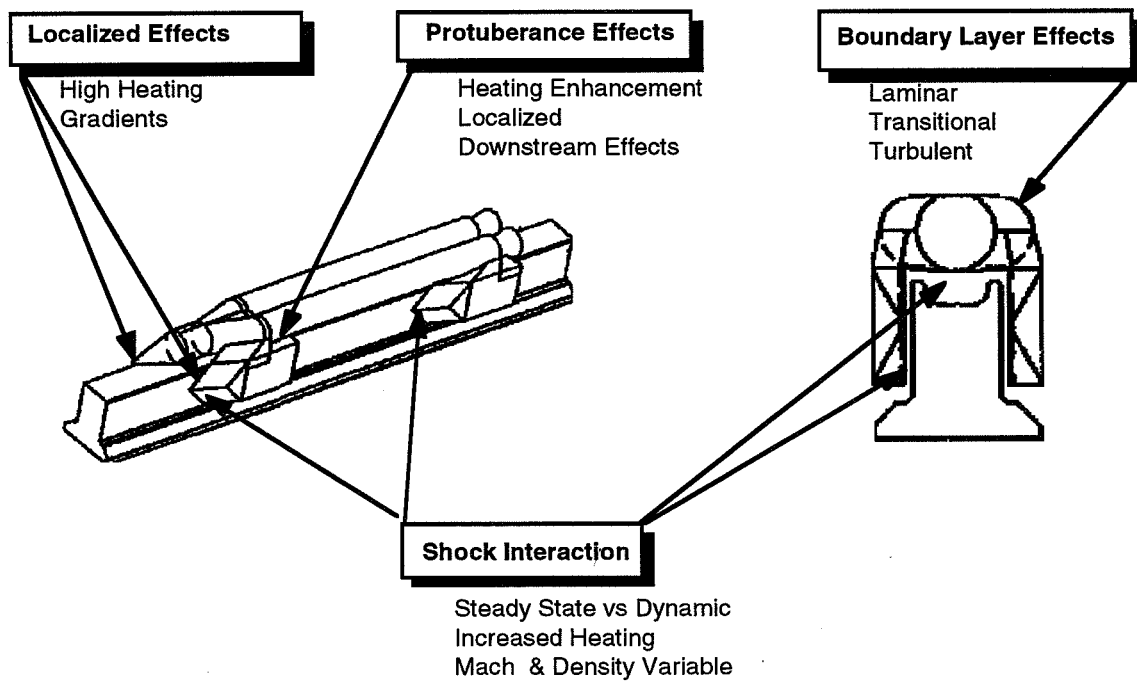 Localized Effects
High Heating
Gradients
Protuberance Effects
Heating Enhancement
Localized
Downstream Effects
Boundary Layer Effects
Laminar
Transitional
Turbulent
Shock Interaction
Steady State vs Dynamic
Increased Heating
Mach & Density Variable